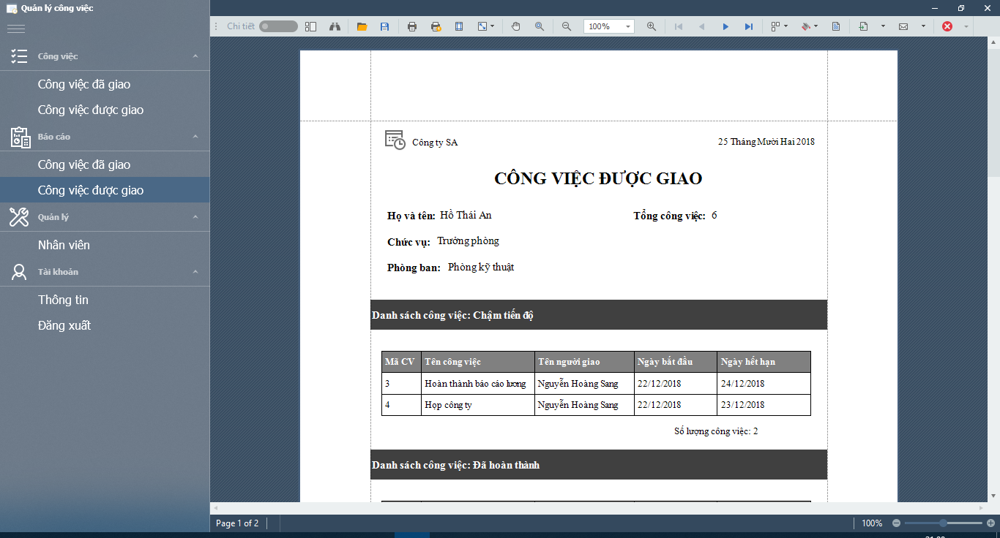 Quản lý công việc
Chi tiết
100%
Công việc
Công việc đã giao
Công việc được giao
Báo cáo
Công việc đã giao
Công việc được giao
Quản lý
Nhân viên
Tài khoản
Thông tin
Đăng xuất
Công ty SA
25 Tháng Mười Hai 2018
CÔNG VIỆC ĐƯỢC GIAO
Họ và tên: Hồ Thái An
Tổng công việc: 6
Chức vụ: Trưởng phòng
Phòng ban: Phòng kỹ thuật
Danh sách công việc: Chậm tiến độ
Mã CV Tên công việc Tên người giao Ngày bắt đầu Ngày hết hạn
3 Hoàn thành báo cáo lương Nguyễn Hoàng Sang 22/12/2018 24/12/2018
4 Họp công ty Nguyễn Hoàng Sang 22/12/2018 23/12/2018
Số lượng công việc: 2
Danh sách công việc: Đã hoàn thành
Page 1 of 2
100%